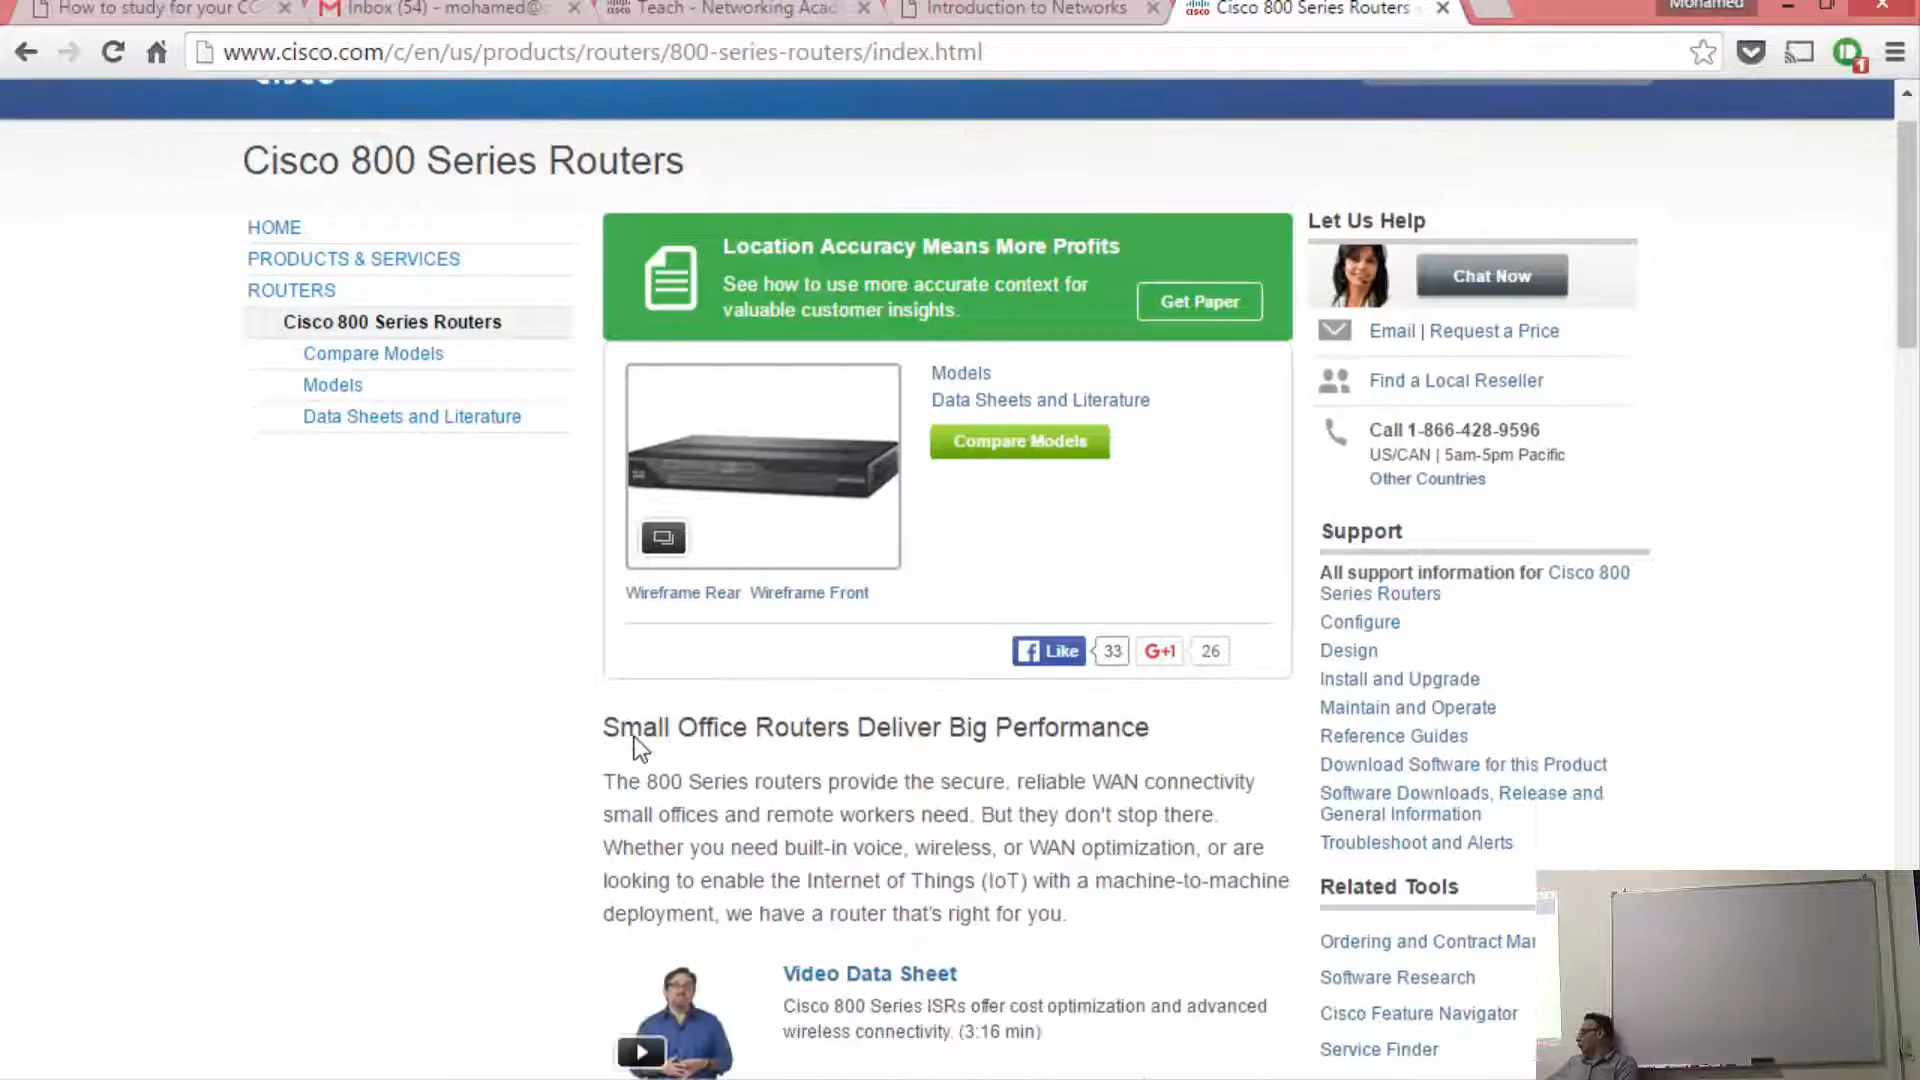 How to study for your CC
Inbox (54) - mohamed@
Teach - Networking Acad
Introduction to Networks
Cisco 800 Series Routers
Mohamed
www.cisco.com/c/en/us/products/routers/800-series-routers/index.html
1
cisco
Cisco 800 Series Routers
HOME
PRODUCTS & SERVICES
ROUTERS
Cisco 800 Series Routers
Compare Models
Models
Data Sheets and Literature
Location Accuracy Means More Profits
See how to use more accurate context for
valuable customer insights.
Get Paper
Models
Data Sheets and Literature
Compare Models
Wireframe Rear Wireframe Front
Like 33 G+1 26
Small Office Routers Deliver Big Performance
The 800 Series routers provide the secure, reliable WAN connectivity
small offices and remote workers need. But they don't stop there.
Whether you need built-in voice, wireless, or WAN optimization, or are
looking to enable the Internet of Things (IoT) with a machine-to-machine
deployment, we have a router that's right for you.
Video Data Sheet
Cisco 800 Series ISRs offer cost optimization and advanced
wireless connectivity. (3:16 min)
Let Us Help
Chat Now
Email | Request a Price
Find a Local Reseller
Call 1-866-428-9596
US/CAN | 5am-5pm Pacific
Other Countries
Support
All support information for Cisco 800
Series Routers
Configure
Design
Install and Upgrade
Maintain and Operate
Reference Guides
Download Software for this Product
Software Downloads, Release and
General Information
Troubleshoot and Alerts
Related Tools
Ordering and Contract Mar
Software Research
Cisco Feature Navigator
Service Finder